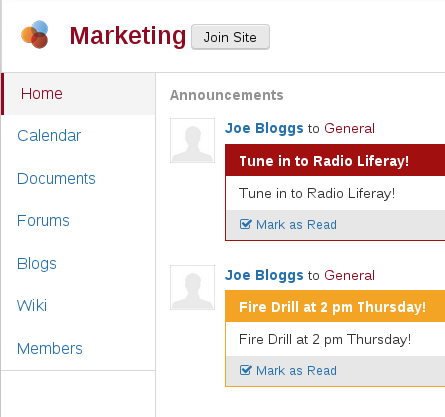 Marketing Join Site
Home
Calendar
Documents
Forums
Blogs
Wiki
Members
Announcements
Joe Bloggs to General
Tune in to Radio Liferay!
Tune in to Radio Liferay!
Mark as Read
Joe Bloggs to General
Fire Drill at 2 pm Thursday!
Fire Drill at 2 pm Thursday!
Mark as Read